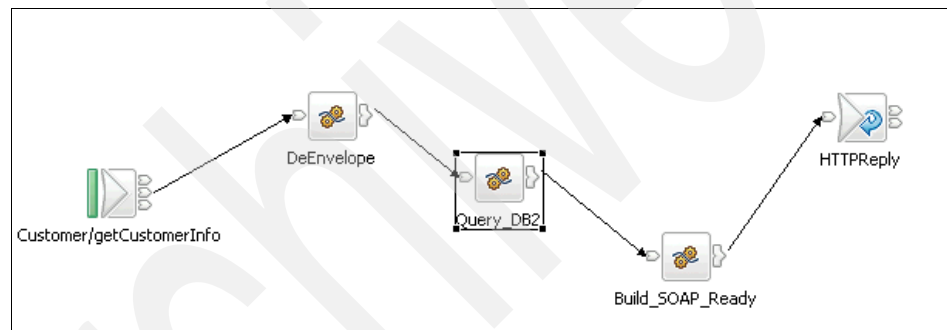 DeEnvelope
HTTPReply
Query_DB2
Customer/getCustomerInfo
Build_SOAP_Ready